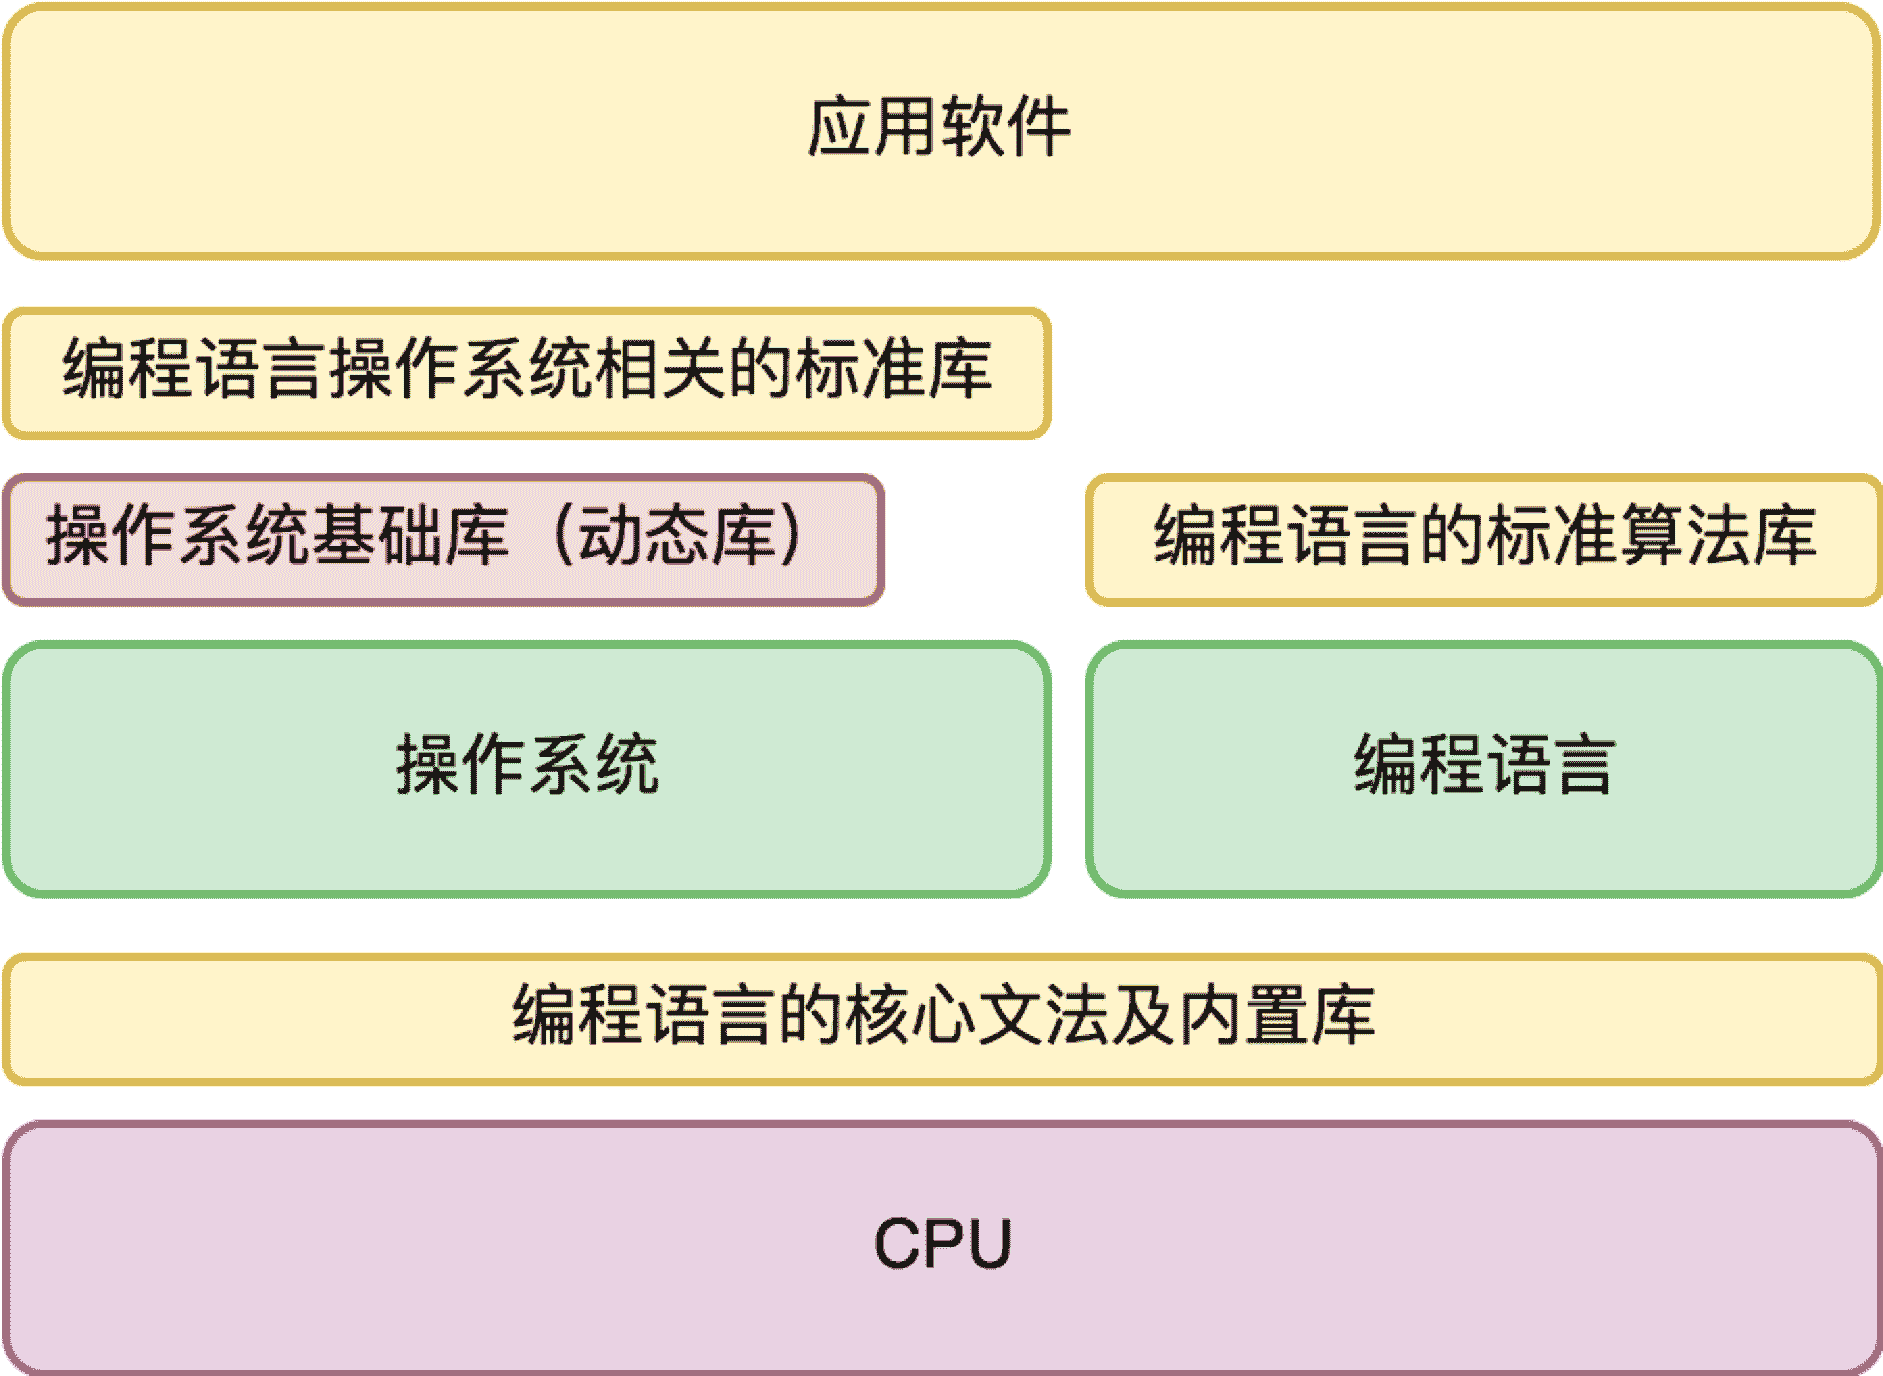 应用软件
编程语言操作系统相关的标准库
操作系统基础库（动态库）
编程语言的标准算法库
操作系统
编程语言
编程语言的核心文法及内置库
CPU